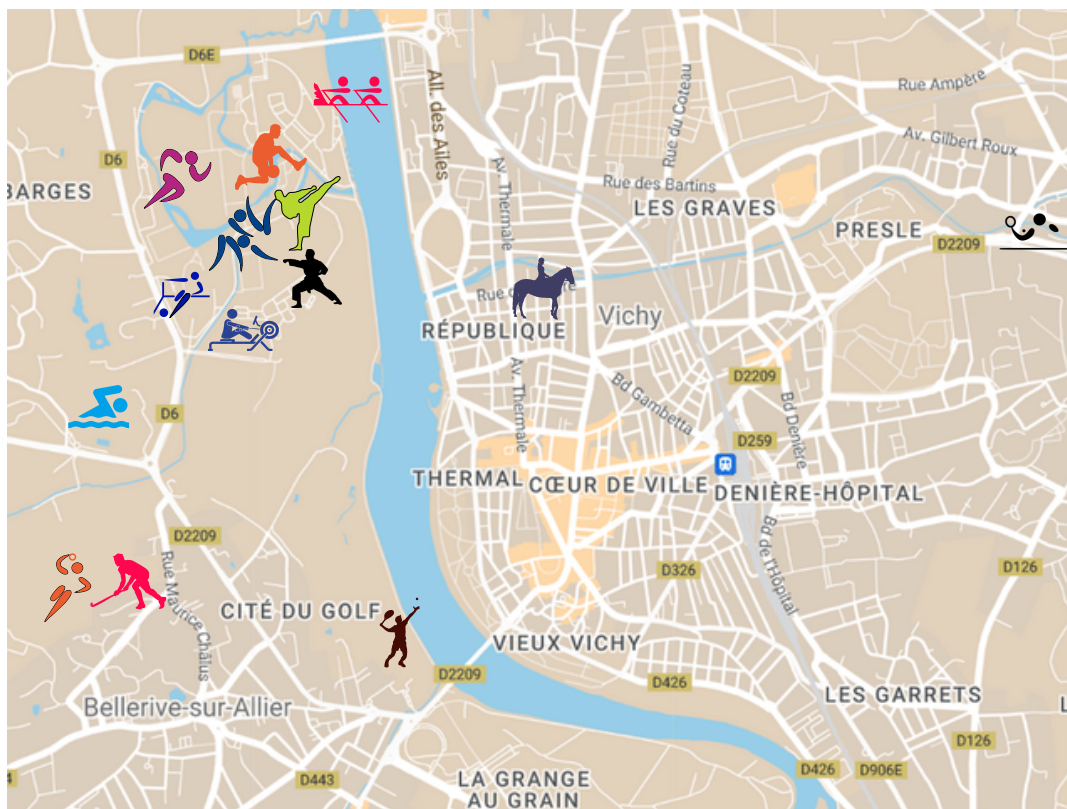 D6E
All. des Ailes
Rue du Coteau
Rue Ampère
Av. Gilbert Roux
D6
BARGES
Av. Thermale
Rue des Bartins
LES GRAVES
PRESLE
D2209
Rue
Vichy
RÉPUBLIQUE
Av. Thermale
Bd Gambetta
D2209
Bd Denière
D6
D259
THERMAL
CŒUR DE VILLE
DENIÈRE-HÔPITAL
D2209
Bd de l'Hôpital
Rue Maurice Châlus
D326
D126
CITÉ DU GOLF
VIEUX VICHY
D2209
D426
LES GARRETS
Bellerive-sur-Allier
D126
D443
LA GRANGE
AU GRAIN
D426
D906E